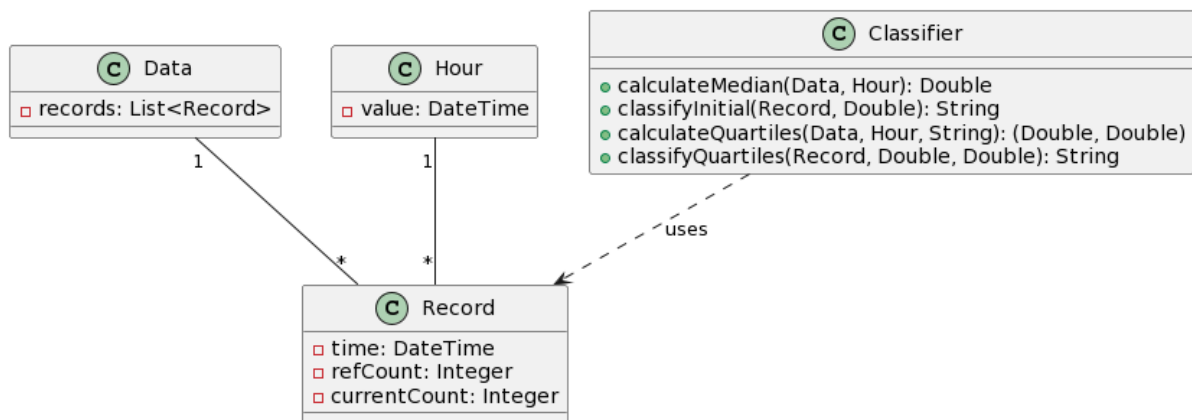 C Data
records: List<Record>
C Hour
value: DateTime
C Classifier
calculateMedian(Data, Hour): Double
classifyInitial(Record, Double): String
calculateQuartiles(Data, Hour, String): (Double, Double)
classifyQuartiles(Record, Double, Double): String
1
1
uses
*
*
C Record
time: DateTime
refCount: Integer
currentCount: Integer